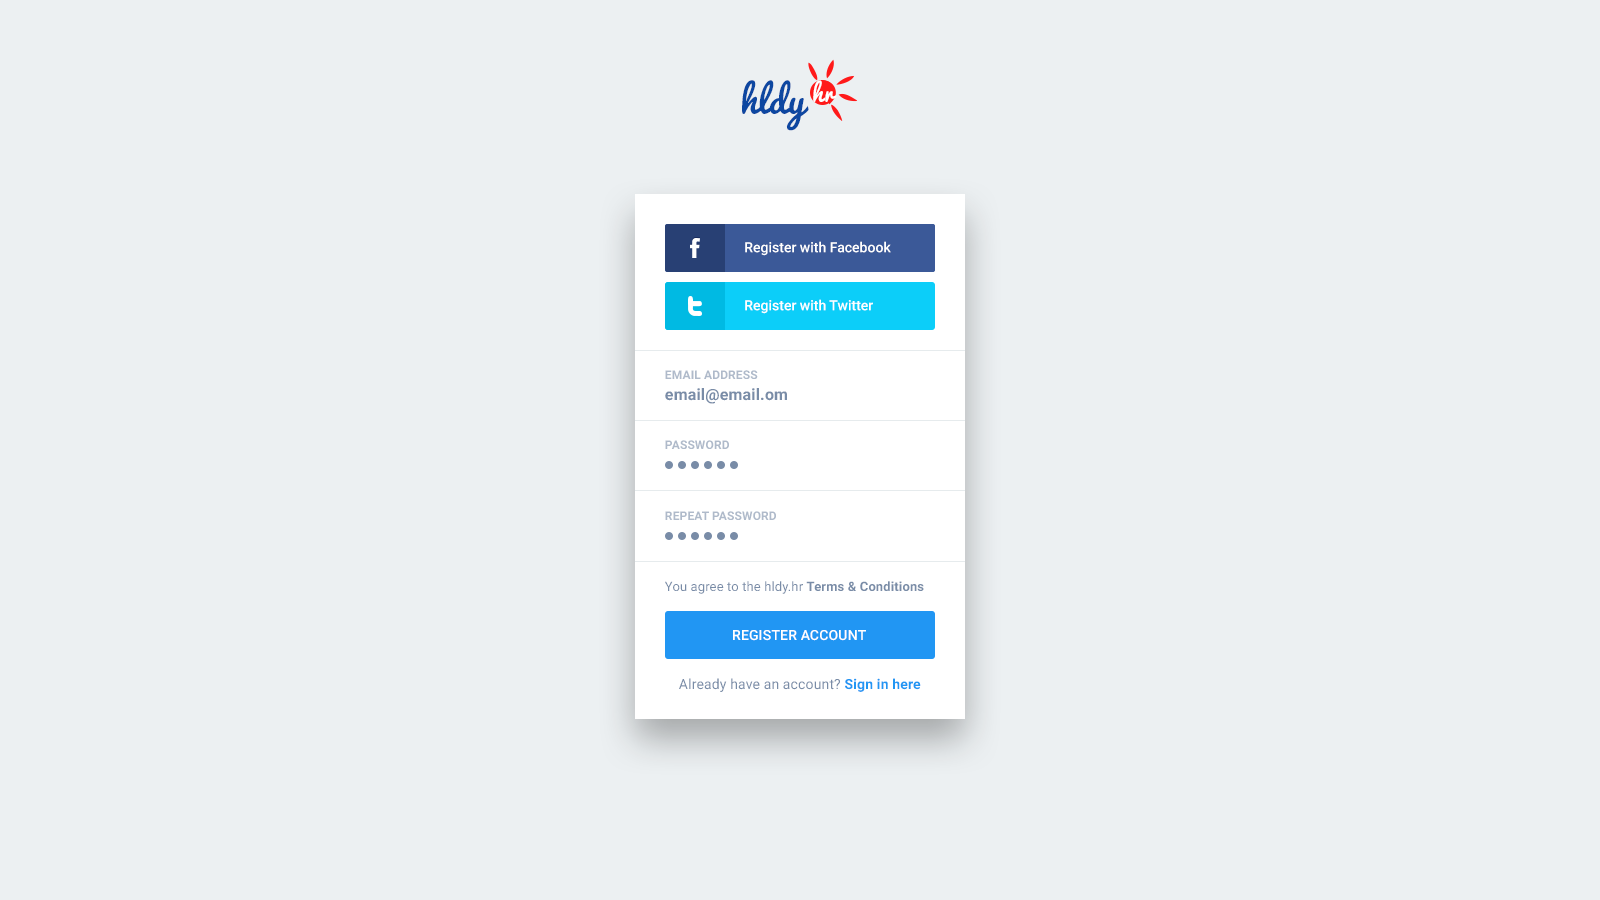 hldy hr
Register with Facebook
Register with Twitter
EMAIL ADDRESS
email@email.om
PASSWORD
REPEAT PASSWORD
You agree to the hldy.hr Terms & Conditions
REGISTER ACCOUNT
Already have an account? Sign in here